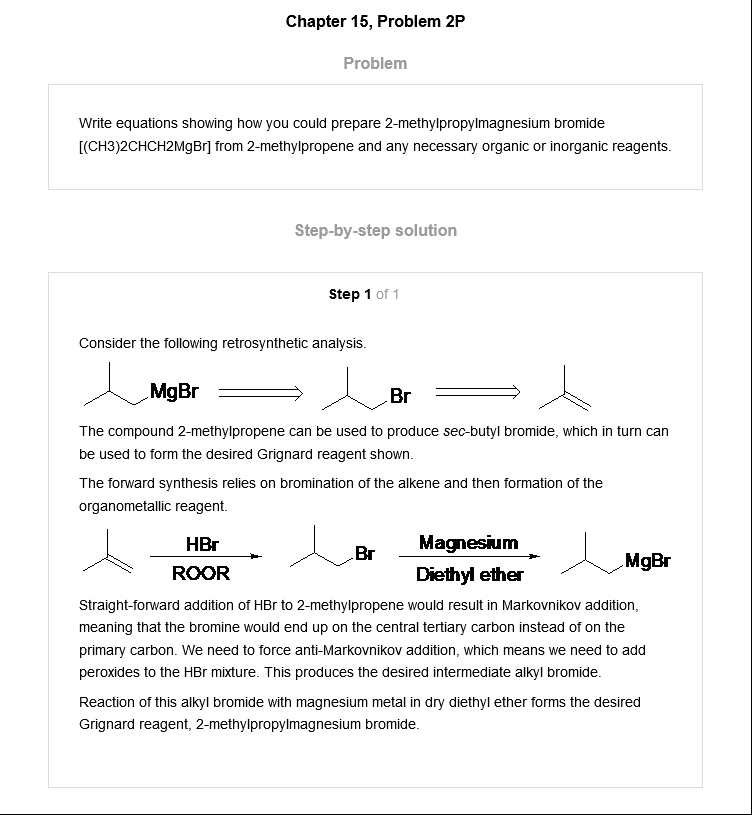 Chapter 15, Problem 2P
Problem
Write equations showing how you could prepare 2-methylpropylmagnesium bromide
[(CH3)2CHCH2MgBr] from 2-methylpropene and any necessary organic or inorganic reagents.
Step-by-step solution
Step 1 of 1
Consider the following retrosynthetic analysis.
MgBr Br
The compound 2-methylpropene can be used to produce sec-butyl bromide, which in turn can
be used to form the desired Grignard reagent shown.
The forward synthesis relies on bromination of the alkene and then formation of the
organometallic reagent.
HBr Br Magnesium MgBr
ROOR Diethyl ether
Straight-forward addition of HBr to 2-methylpropene would result in Markovnikov addition,
meaning that the bromine would end up on the central tertiary carbon instead of on the
primary carbon. We need to force anti-Markovnikov addition, which means we need to add
peroxides to the HBr mixture. This produces the desired intermediate alkyl bromide.
Reaction of this alkyl bromide with magnesium metal in dry diethyl ether forms the desired
Grignard reagent, 2-methylpropylmagnesium bromide.